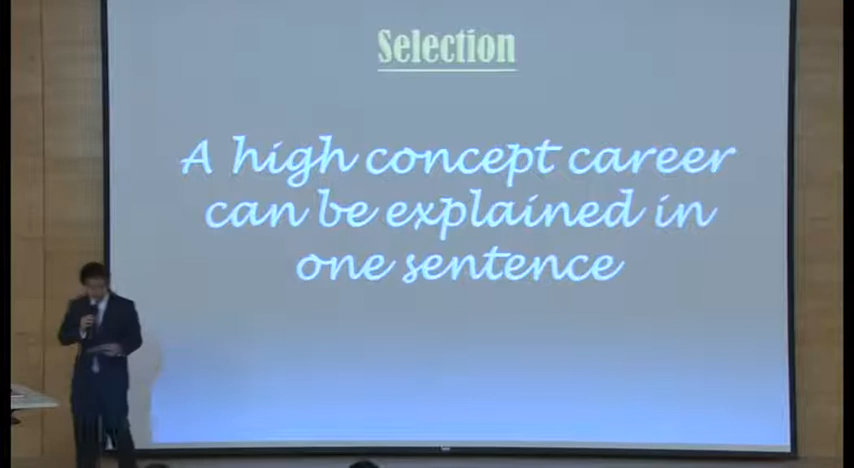 Selection
A high concept career
can be explained in
one sentence